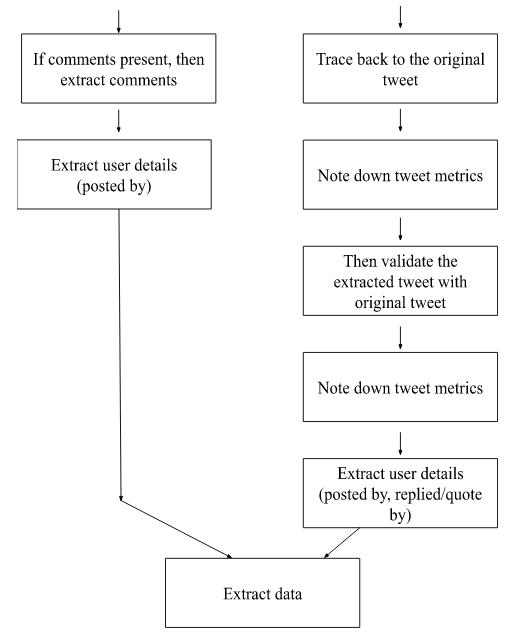 If comments present, then
extract comments
Extract user details
(posted by)
Trace back to the original
tweet
Note down tweet metrics
Then validate the
extracted tweet with
original tweet
Note down tweet metrics
Extract user details
(posted by, replied/quote
by)
Extract data